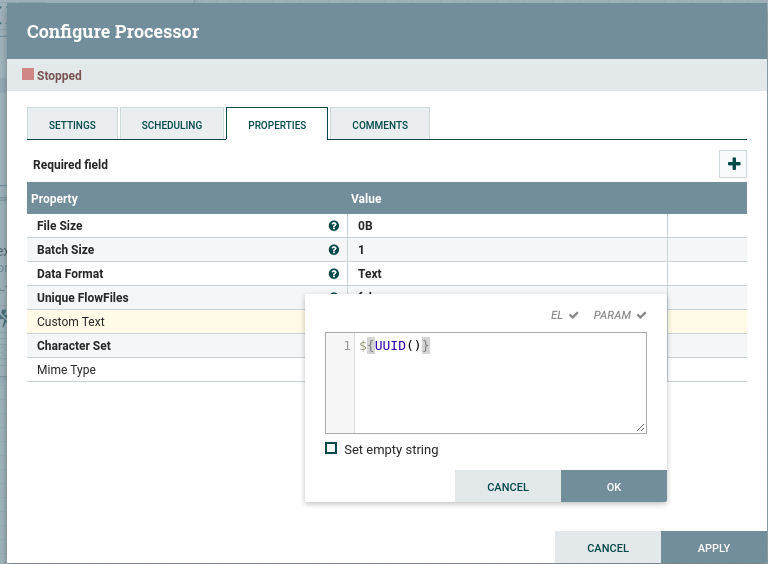 Configure Processor
Stopped
SETTINGS SCHEDULING PROPERTIES COMMENTS
Required field
Property Value
File Size 0B
Batch Size 1
Data Format Text
Unique FlowFiles
Custom Text
Character Set
Mime Type
EL PARAM
1 ${UUID()}
Set empty string
CANCEL OK
CANCEL APPLY